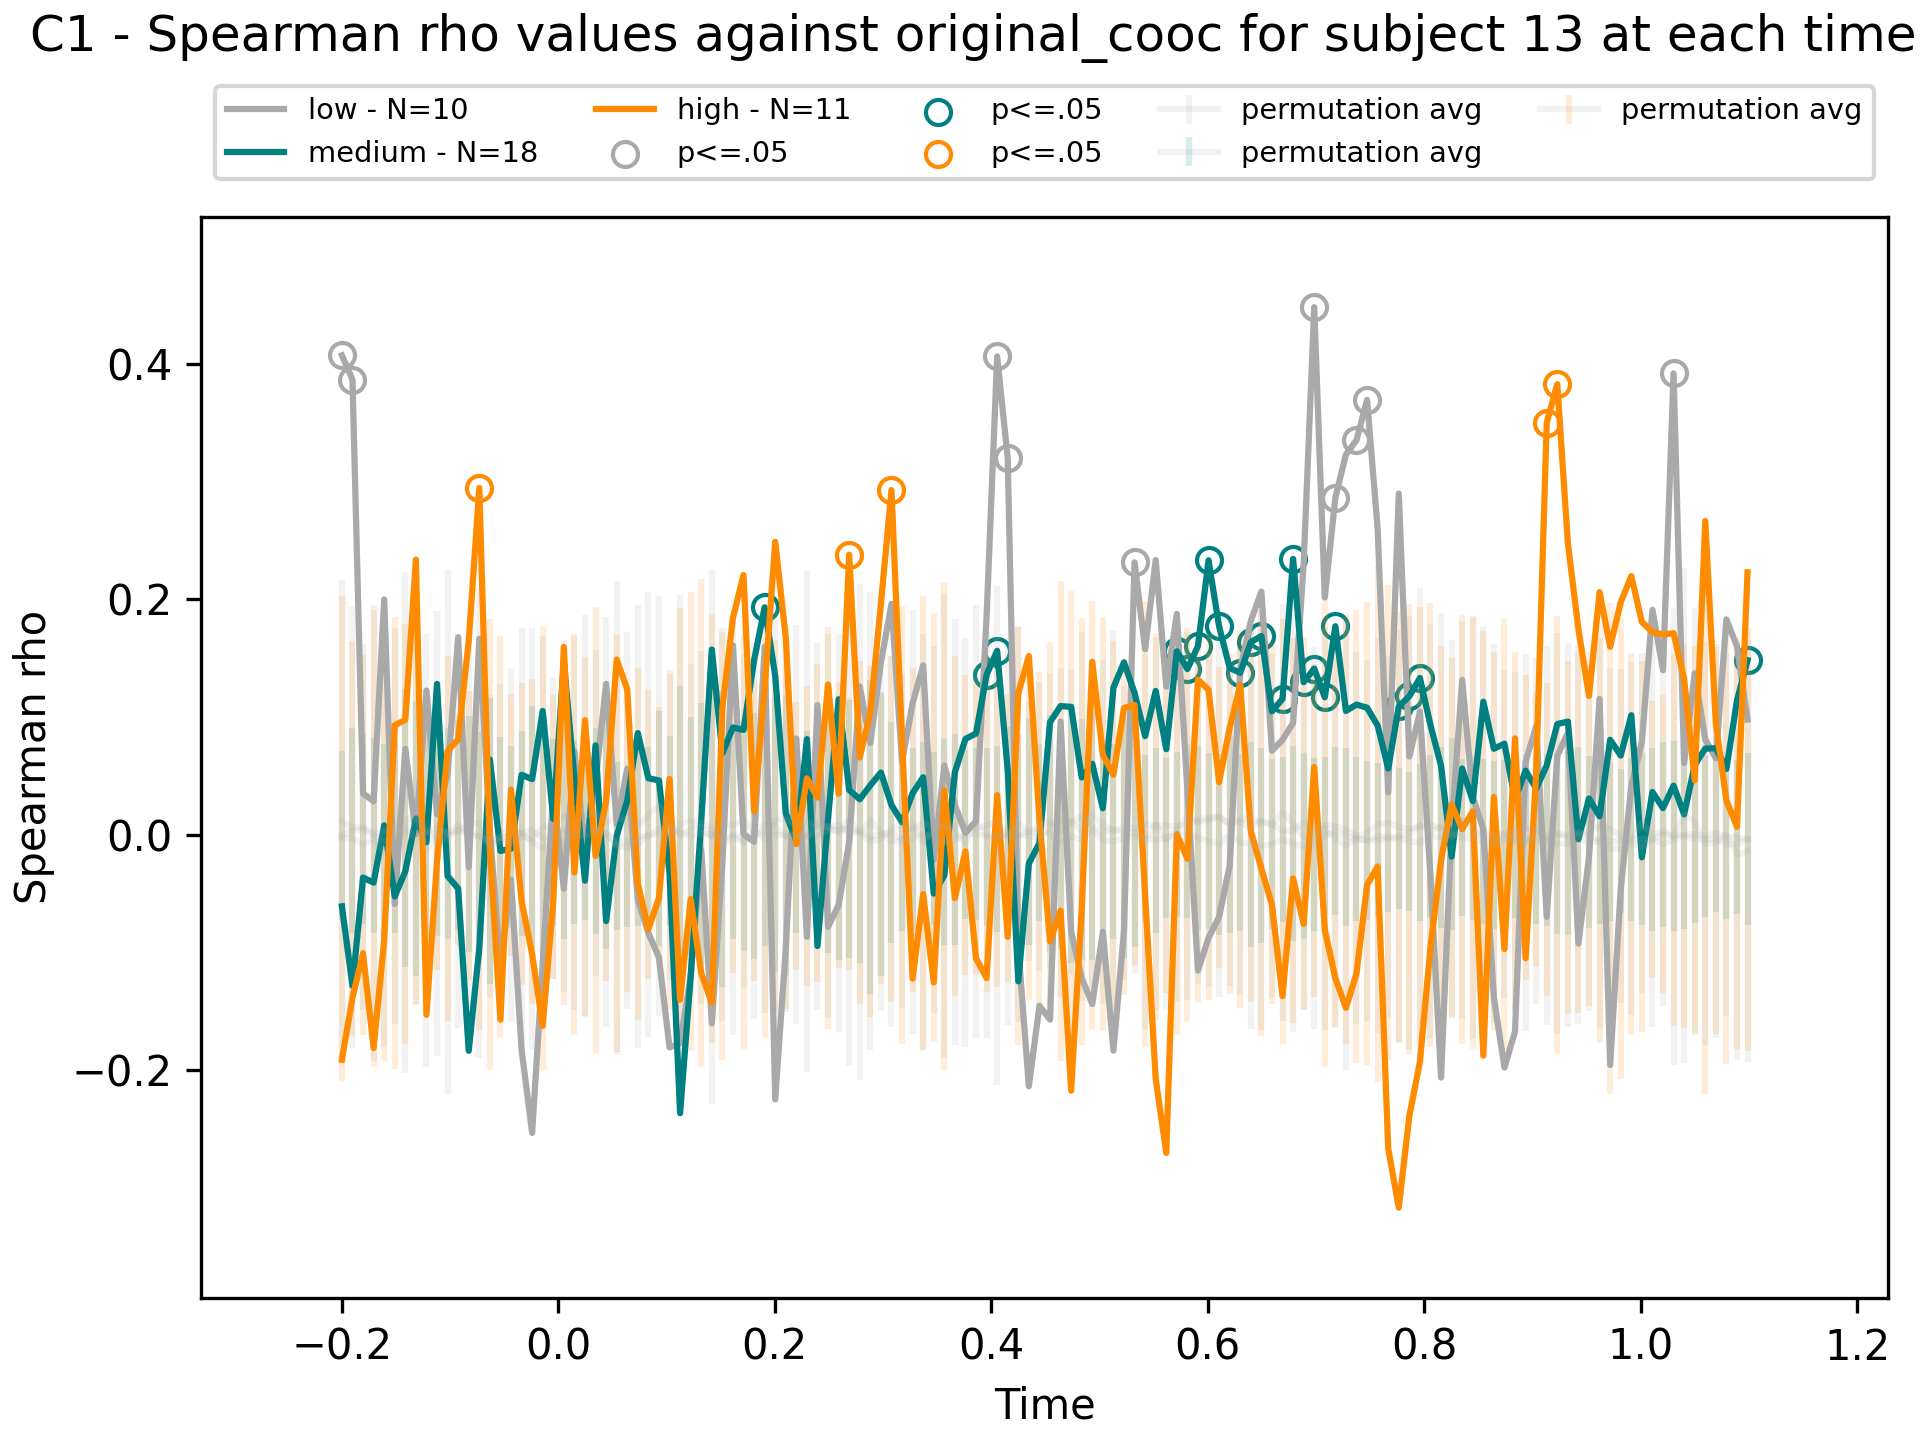 C1 - Spearman rho values against original_cooc for subject 13 at each time
low - N=10
medium - N=18
high - N=11
p<=.05
p<=.05
p<=.05
permutation avg
permutation avg
permutation avg
Spearman rho
0.4
0.2
0.0
−0.2
−0.2
0.0
0.2
0.4
0.6
0.8
1.0
1.2
Time